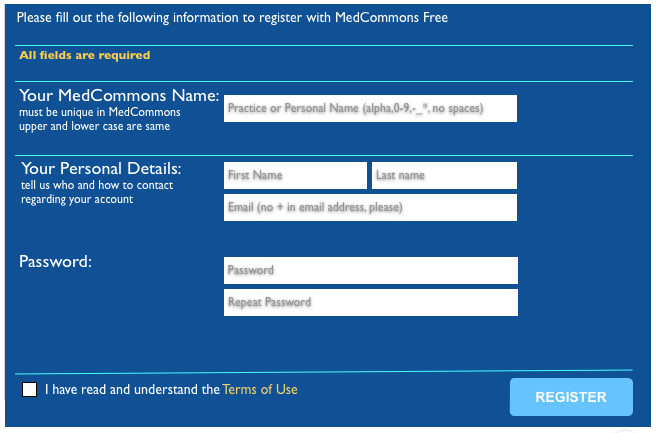 Please fill out the following information to register with MedCommons Free
All fields are required
Your MedCommons Name:
must be unique in MedCommons
upper and lower case are same
Practice or Personal Name (alpha,0-9,-_*, no spaces)
Your Personal Details:
tell us who and how to contact
regarding your account
First Name
Last name
Email (no + in email address, please)
Password:
Password
Repeat Password
I have read and understand the Terms of Use
REGISTER